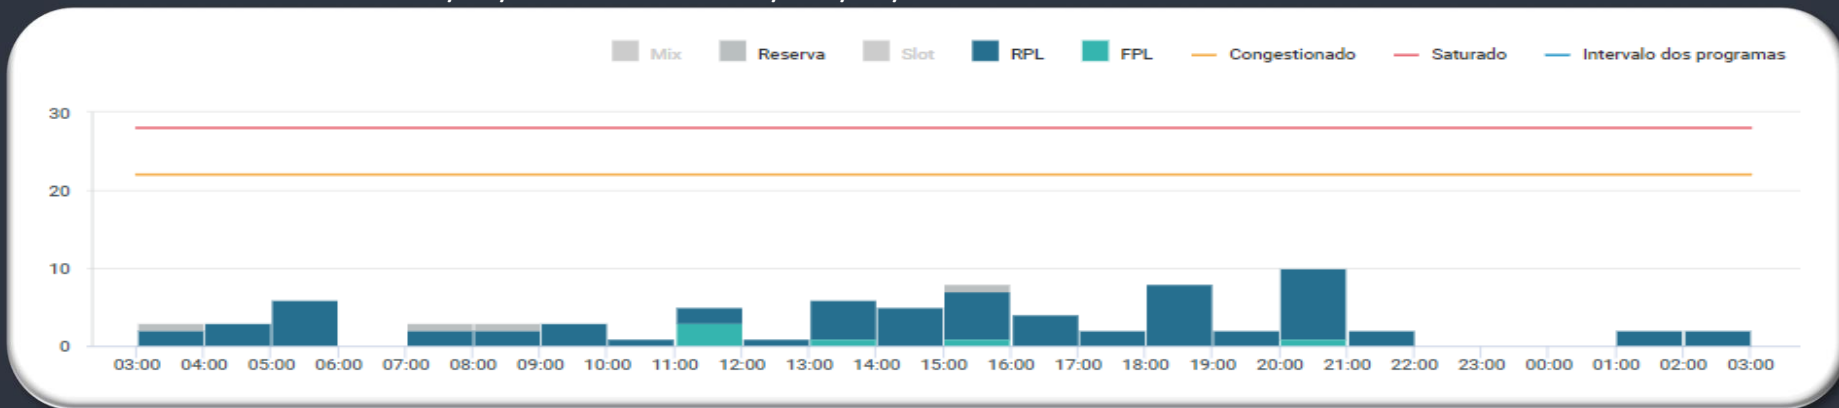 Mix Reserva Slot RPL FPL Congestionado Saturado Intervalo dos programas
30
20
10
0
03:00 04:00 05:00 06:00 07:00 08:00 09:00 10:00 11:00 12:00 13:00 14:00 15:00 16:00 17:00 18:00 19:00 20:00 21:00 22:00 23:00 00:00 01:00 02:00 03:00